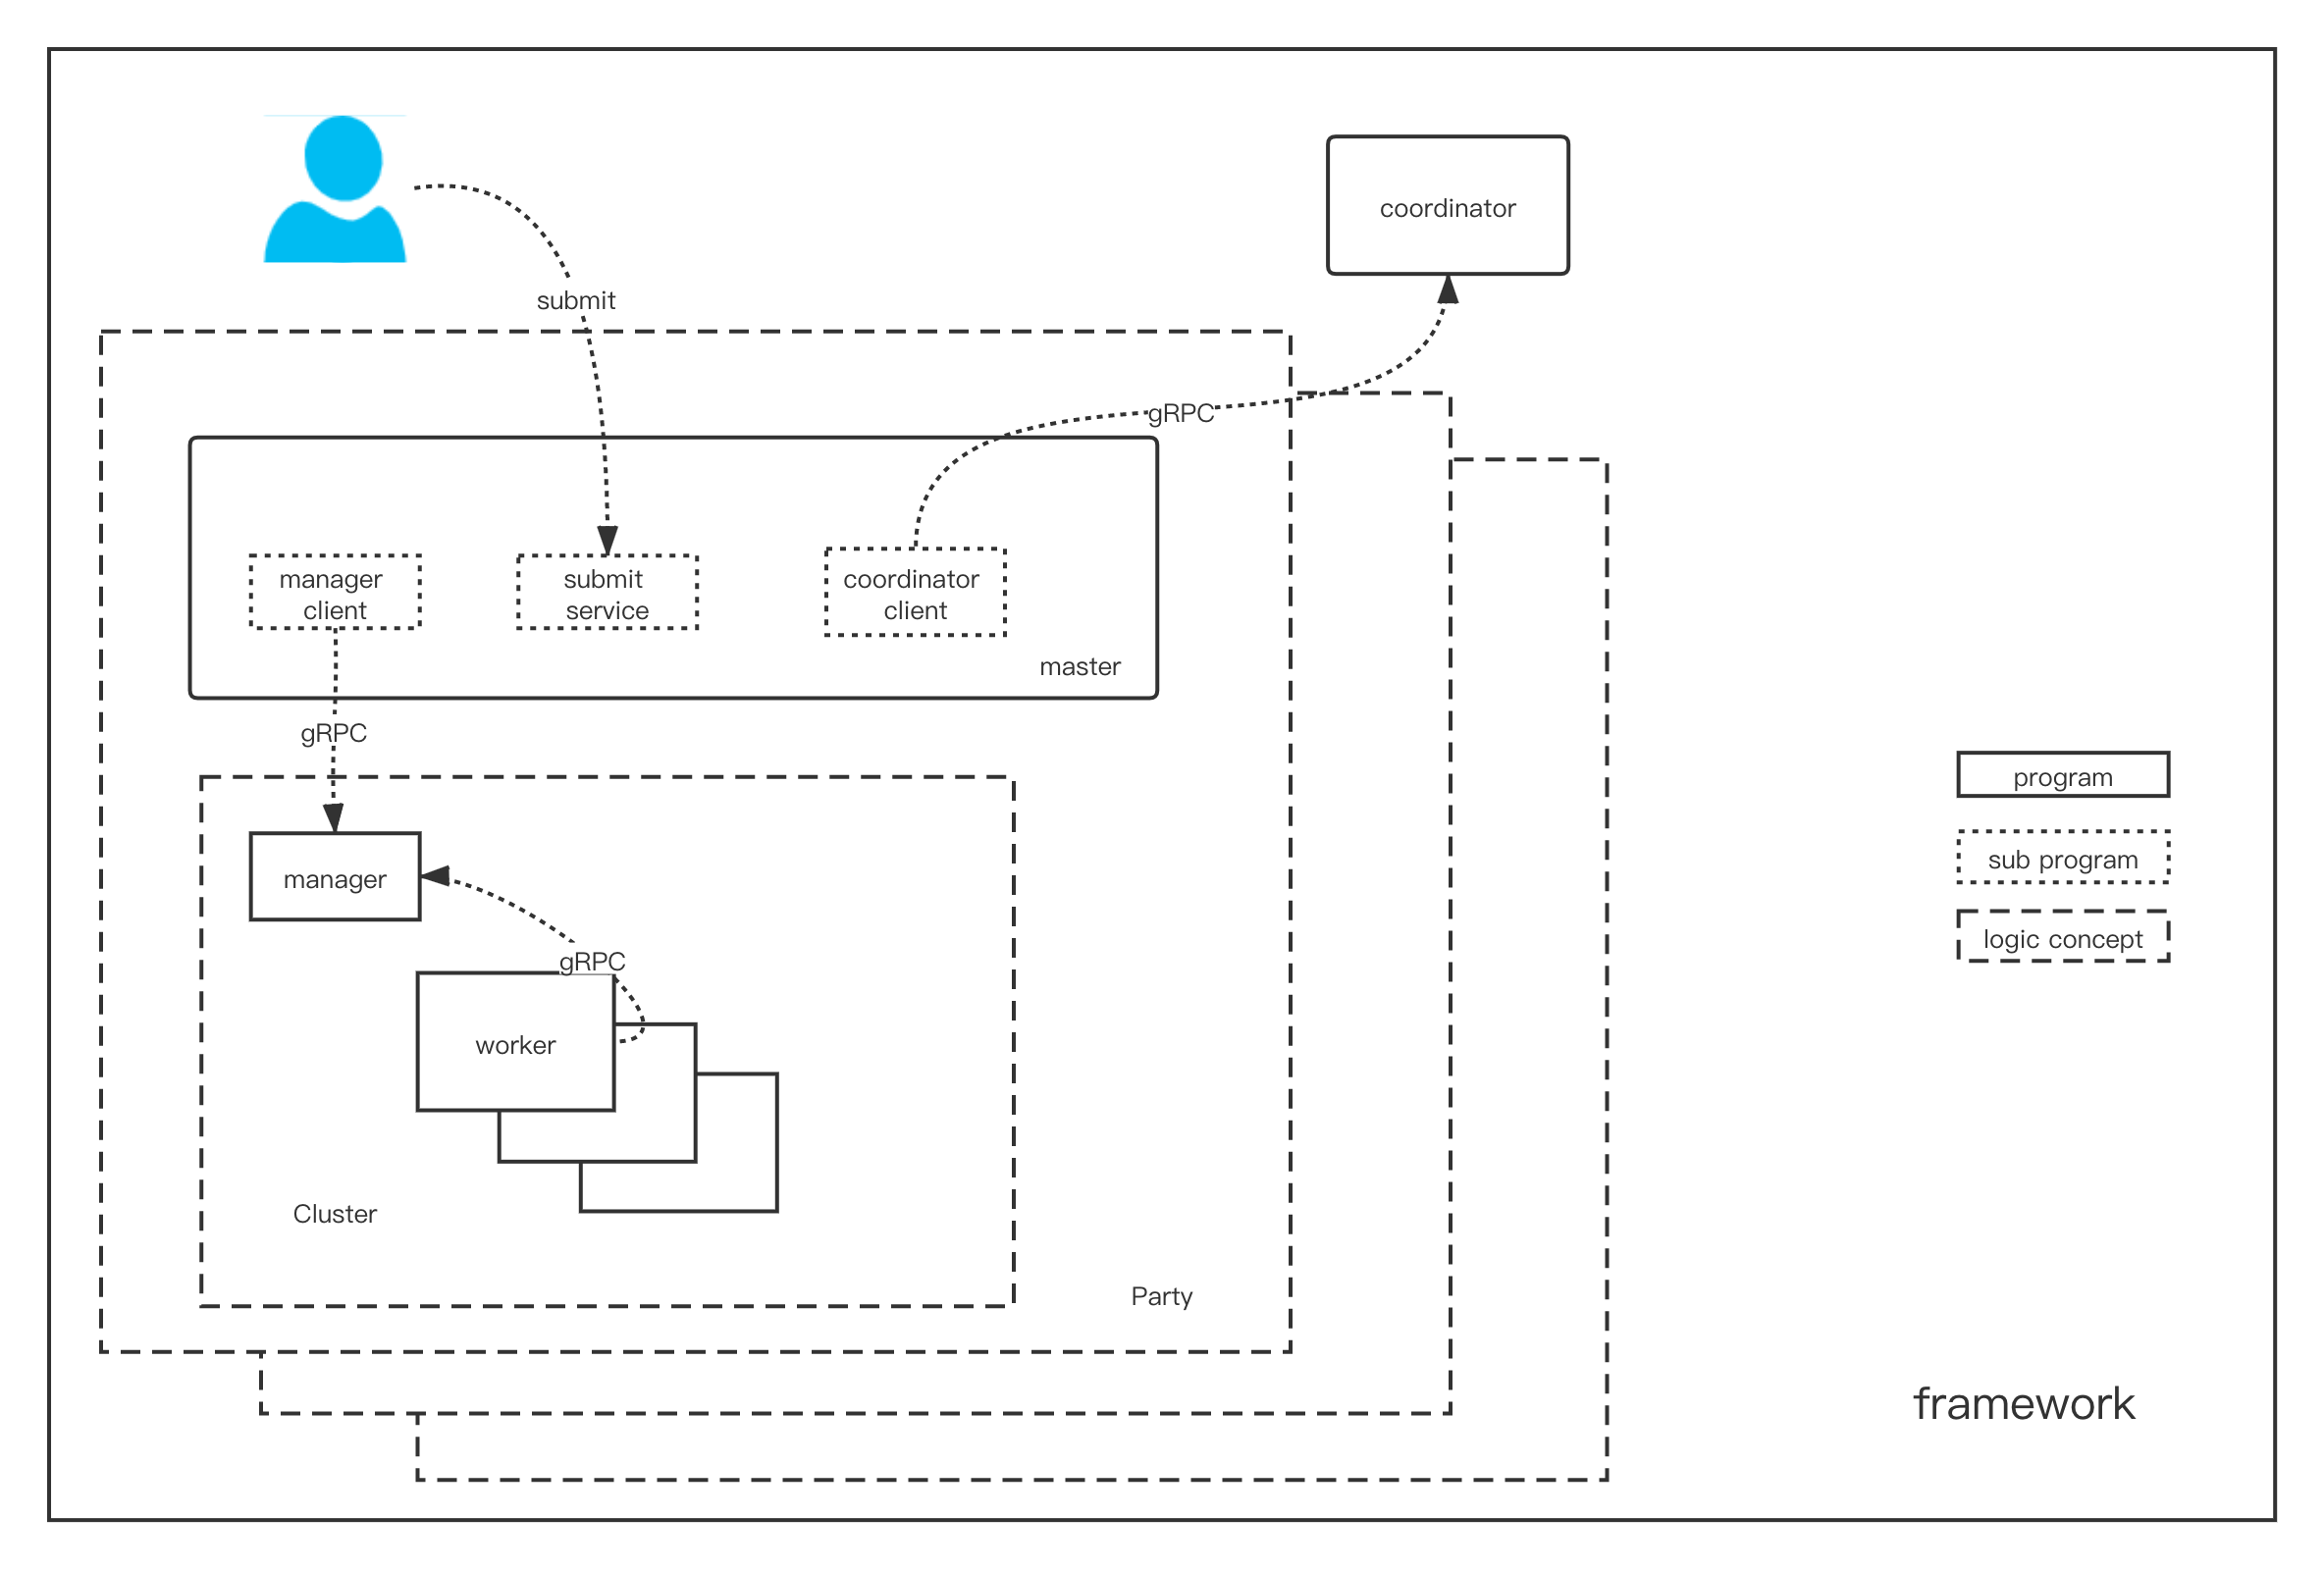 coordinator
submit
gRPC
manager
client
submit
service
coordinator
client
master
gRPC
program
sub program
logic concept
manager
gRPC
worker
Cluster
Party
framework